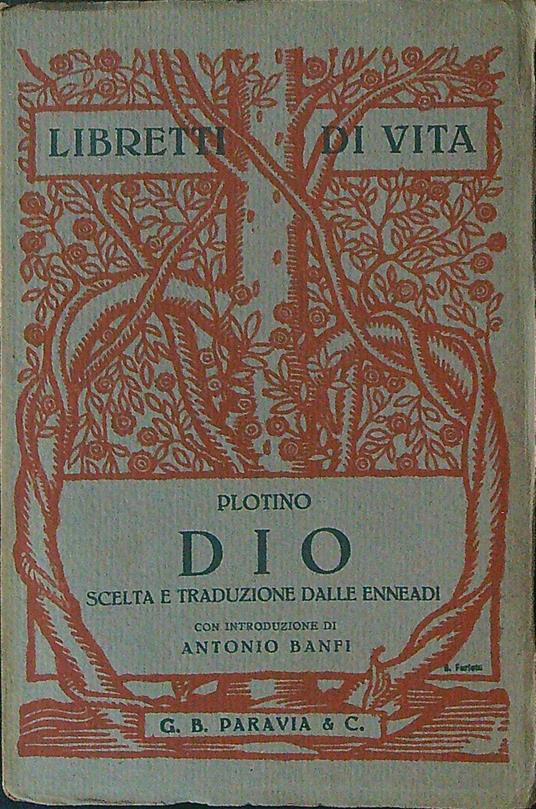 LIBRETTI DI VITA
PLOTINO
DIO
SCELTA E TRADUZIONE DALLE ENNEADI
CON INTRODUZIONE DI
ANTONIO BANFI
G. B. PARAVIA & C.